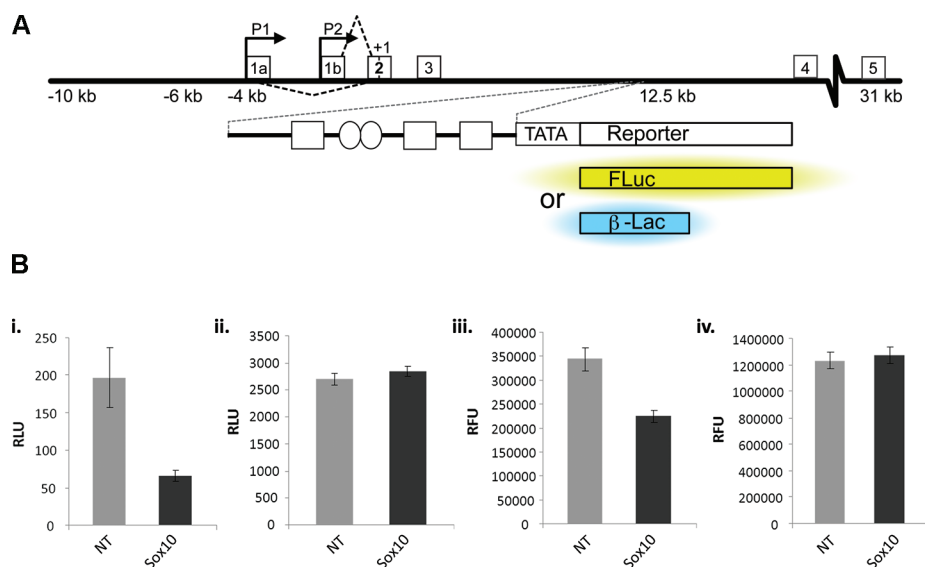 A
P1
P2
+1
1a
1b
2
3
4
5
-10 kb
-6 kb
-4 kb
12.5 kb
31 kb
TATA
Reporter
FLuc
or
β -Lac
B
i.
250
200
150
100
50
0
RLU
NT
Sox10
ii.
3500
3000
2500
2000
1500
1000
500
0
RLU
NT
Sox10
iii.
400000
350000
300000
250000
200000
150000
100000
50000
0
RFU
NT
Sox10
iv.
1400000
1200000
1000000
800000
600000
400000
200000
0
RFU
NT
Sox10